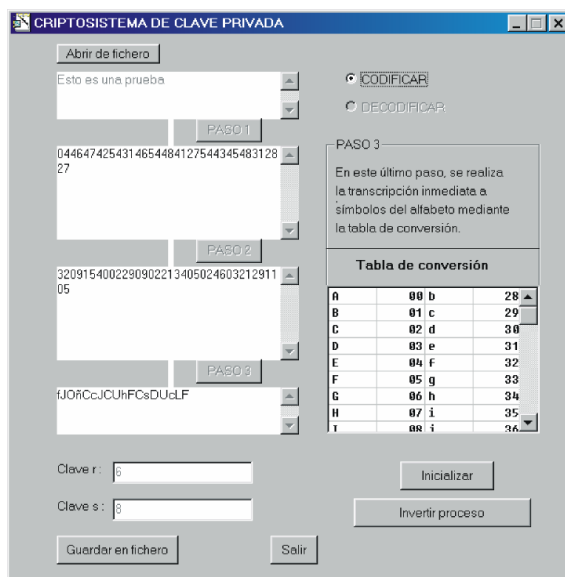 CRIPTOSISTEMA DE CLAVE PRIVADA
Abrir de fichero
Esto es una prueba
CODIFICAR
DECODIFICAR
PASO 1
0446474254314654484127544345483128
27
PASO 3
En este último paso, se realiza
la transcripción inmediata a
símbolos del alfabeto mediante
la tabla de conversión.
PASO 2
Tabla de conversión
3209154002290902213405024603212911
05
A 00 b 28
B 01 c 29
C 02 d 30
D 03 e 31
E 04 f 32
F 05 g 33
G 06 h 34
H 07 i 35
I 08 j 36
PASO 3
fJOñCcJCUhFCsDUcLF
Clave r : 6
Inicializar
Clave s : 8
Invertir proceso
Guardar en fichero
Salir